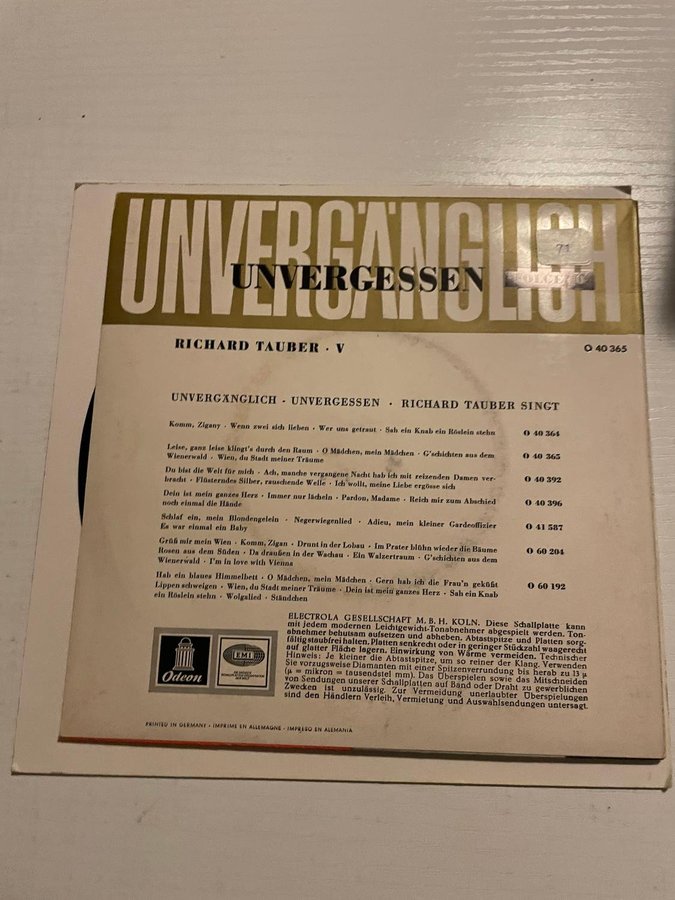 UNVERGÄNGLICH
UNVERGESSEN
71
RICHARD TAUBER · V
O 40 365
UNVERGÄNGLICH - UNVERGESSEN · RICHARD TAUBER SINGT
Komm, Zigany · Wenn zwei sich lieben · Wer uns getraut · Sah ein Knab ein Röslein stehn O 40 364
Leise, ganz leise klingt's durch den Raum · O Mädchen, mein Mädchen · G'schichten aus dem
Wienerwald · Wien, du Stadt meiner Träume O 40 365
Du bist die Welt für mich · Ach, manche vergangene Nacht hab ich mit reizenden Damen ver-
bracht · Flüsterndes Silber, rauschende Welle · Ich wollt, meine Liebe ergösse sich O 40 392
Dein ist mein ganzes Herz · Immer nur lächeln · Pardon, Madame · Reich mir zum Abschied
noch einmal die Hände O 40 396
Schlaf ein, mein Blondengelein · Negerwiegenlied · Adieu, mein kleiner Gardeoffizier
Es war einmal ein Baby O 41 587
Grüß mir mein Wien · Komm, Zigan · Drunt in der Lobau · Im Prater blühn wieder die Bäume
Rosen aus dem Süden · Da draußen in der Wachau · Ein Walzertraum · G'schichten aus dem O 60 204
Wienerwald · I'm in love with Vienna
Hab ein blaues Himmelbett · O Mädchen, mein Mädchen · Gern hab ich die Frau'n geküßt
Lippen schweigen · Wien, du Stadt meiner Träume · Dein ist mein ganzes Herz · Sah ein Knab O 60 192
ein Röslein stehn · Wolgalied · Ständchen
ELECTROLA GESELLSCHAFT M. B. H. KÖLN. Diese Schallplatte kann
mit jedem modernen Leichtgewicht-Tonabnehmer abgespielt werden. Ton-
abnehmer behutsam aufsetzen und abheben. Abtastspitze und Platten sorg-
fältig staubfrei halten. Platten senkrecht oder in geringer Stückzahl waagerecht
auf glatter Fläche lagern. Einwirkung von Wärme vermeiden. Technischer
Hinweis: Je kleiner die Abtastspitze, um so reiner der Klang. Verwenden
Sie vorzugsweise Diamanten mit einer Spitzenverrundung bis herab zu 13 µ
(µ = mikron = tausendstel mm). Das Überspielen sowie das Mitschneiden
von Sendungen unserer Schallplatten auf Band oder Draht zu gewerblichen
Zwecken ist unzulässig. Zur Vermeidung unerlaubter Überspielungen
sind den Händlern Verleih, Vermietung und Auswahlsendungen untersagt.
Odeon
EMI
PRINTED IN GERMANY · IMPRIMÉ EN ALLEMAGNE · IMPRESO EN ALEMANIA